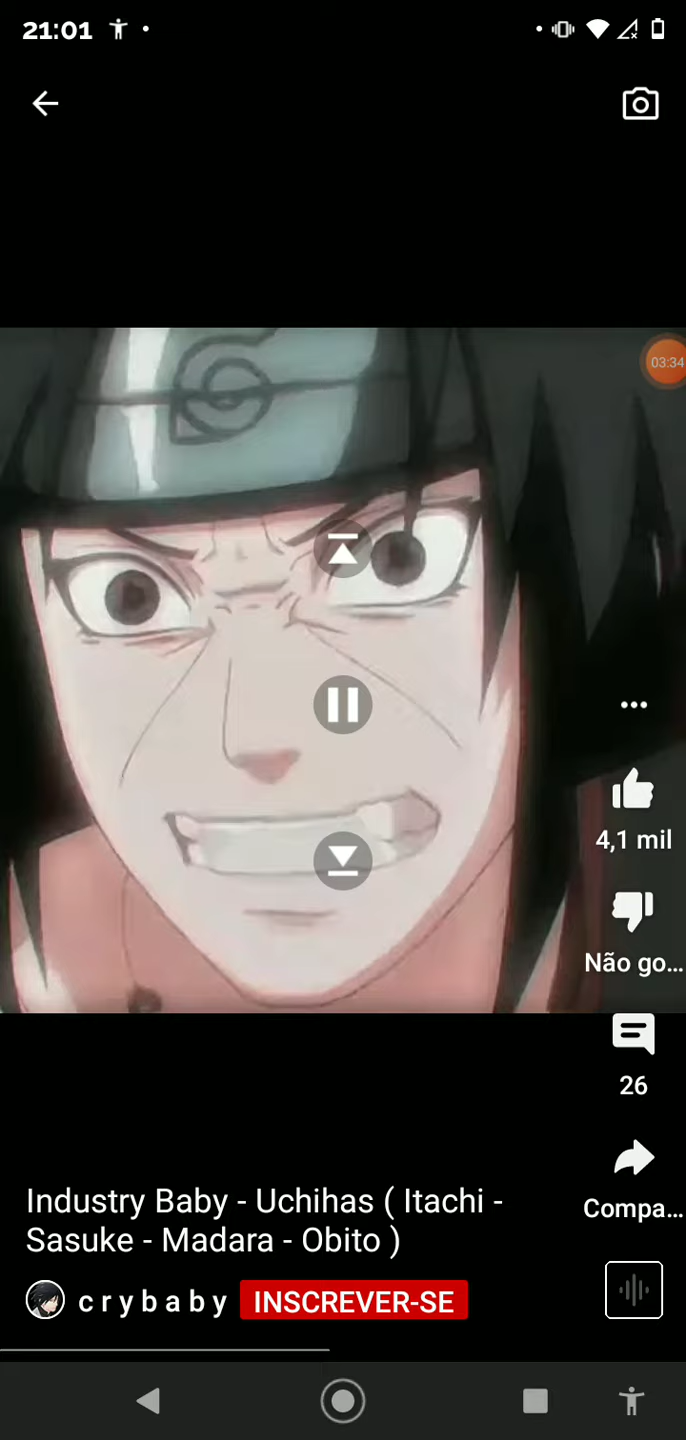 21:01
03:34
4,1 mil
Não go...
26
Compa...
Industry Baby - Uchihas ( Itachi -
Sasuke - Madara - Obito )
c r y b a b y INSCREVER-SE